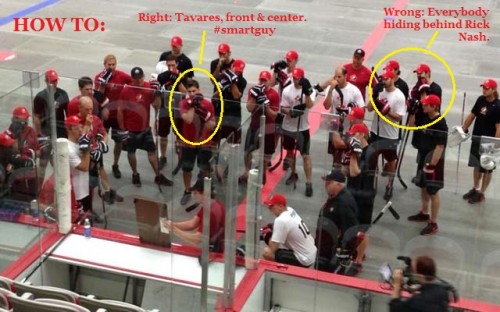 HOW TO:
Right: Tavares, front & center.
#smartguy
Wrong: Everybody
hiding behind Rick
Nash.